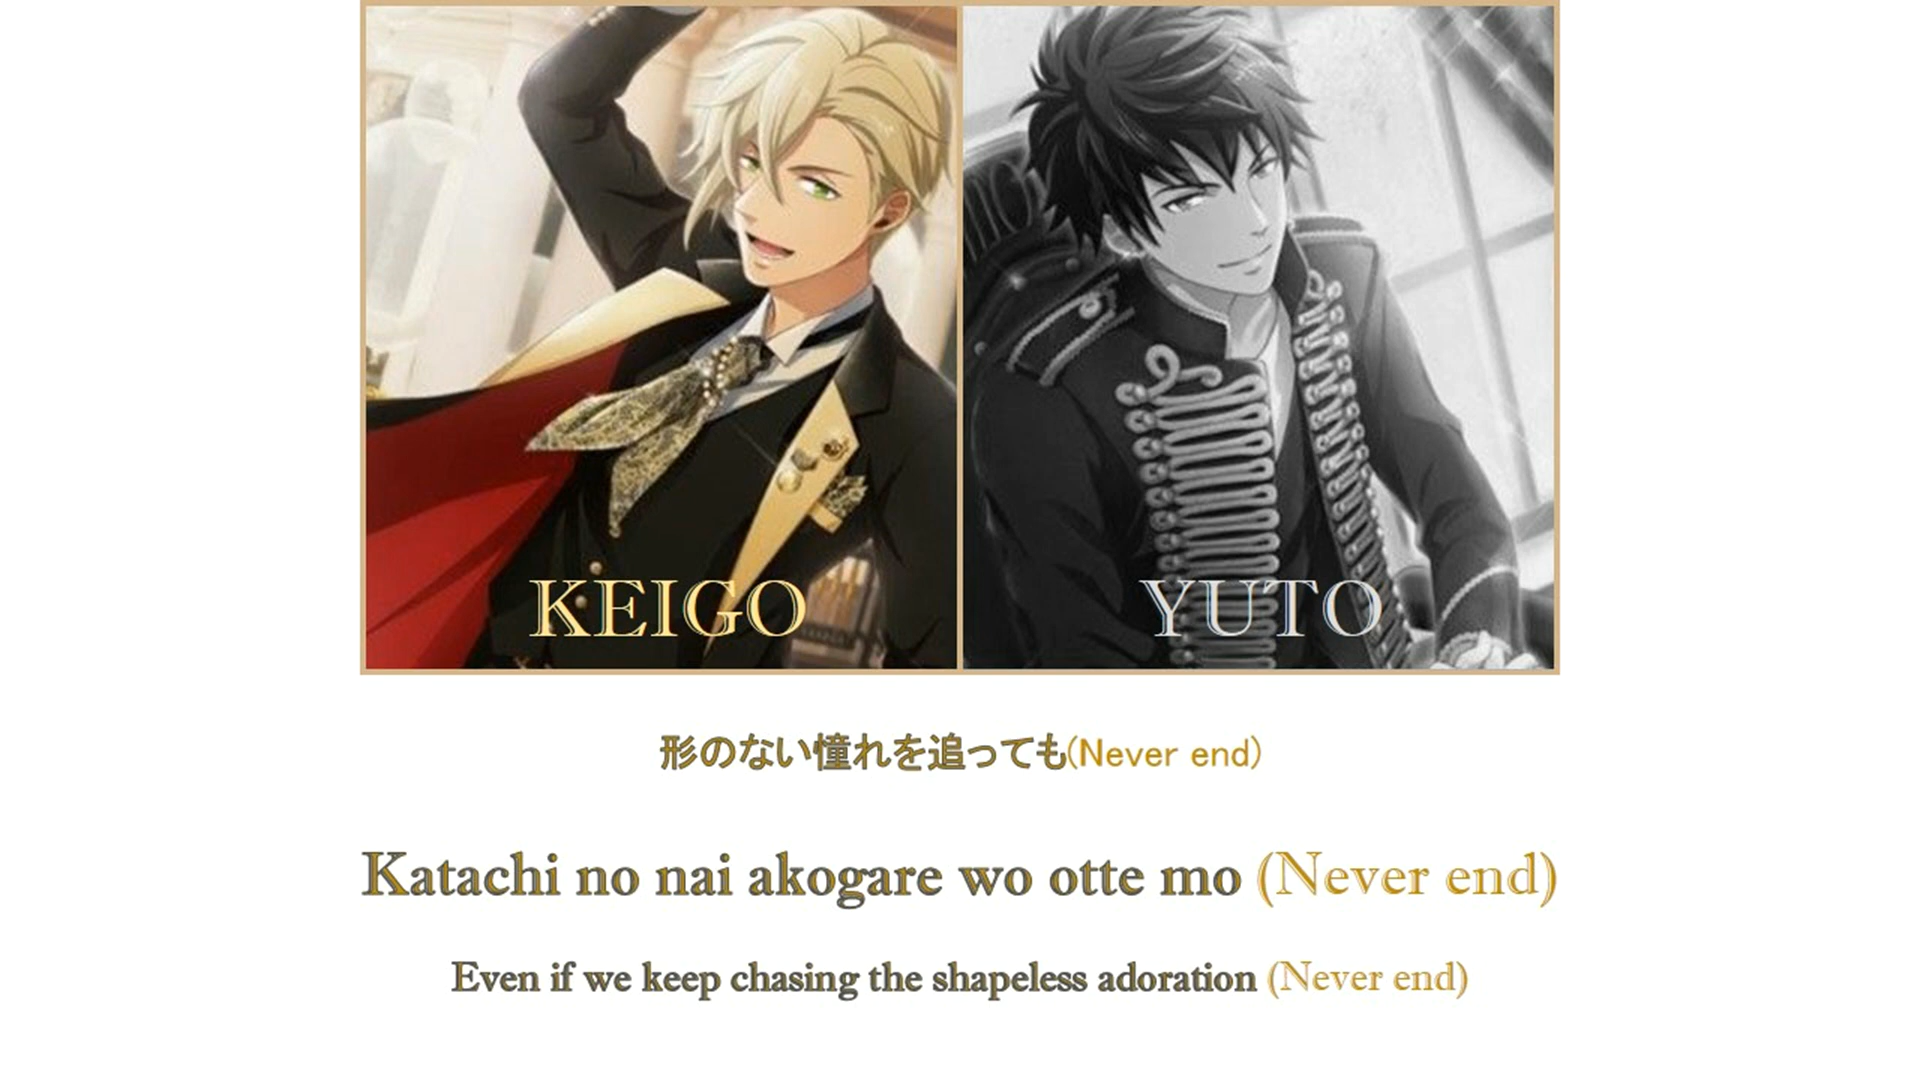 KEIGO
YUTO
形のない憧れを追っても(Never end)
Katachi no nai akogare wo otte mo (Never end)
Even if we keep chasing the shapeless adoration (Never end)